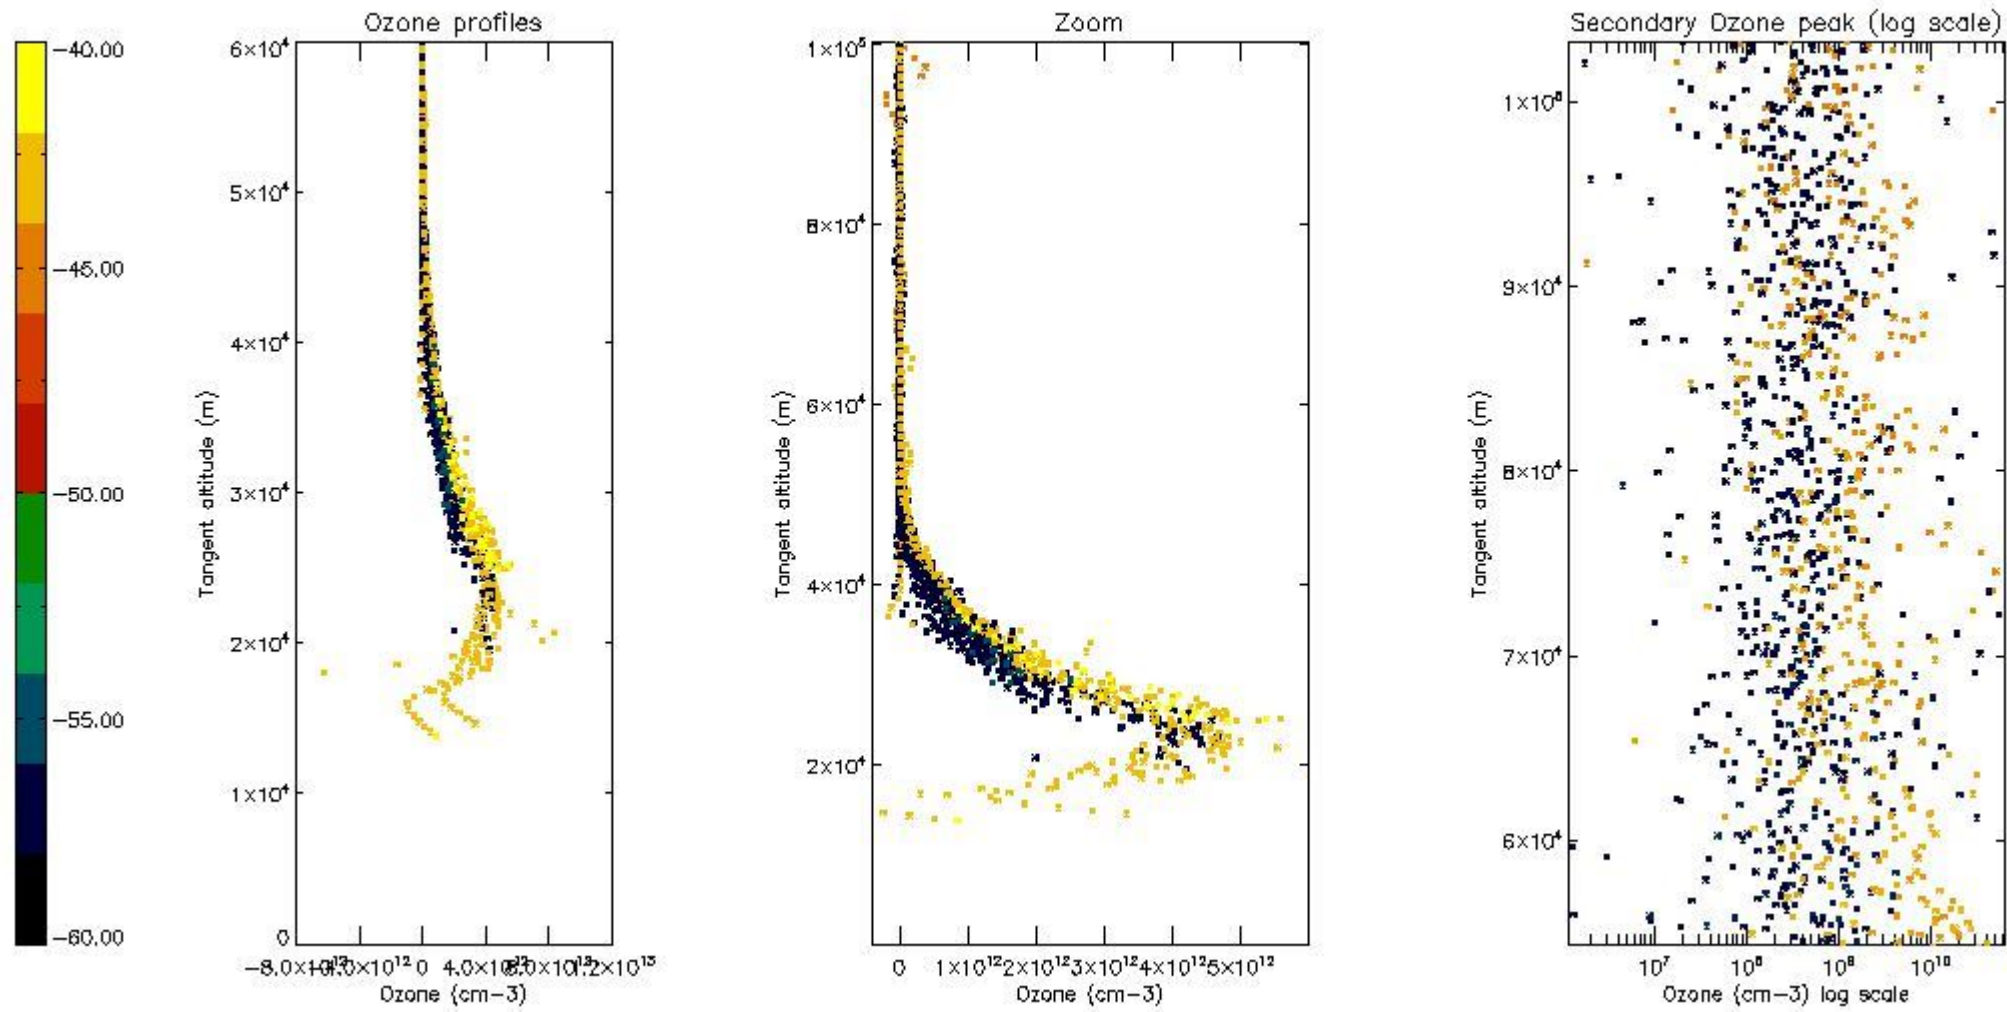 Ozone profiles
Zoom
Secondary Ozone peak (log scale)
−40.00
−45.00
−50.00
−55.00
−60.00
6×10⁴
5×10⁴
4×10⁴
3×10⁴
2×10⁴
1×10⁴
0
Tangent altitude (m)
0 4.0×10¹²
Ozone (cm−3)
1×10⁵
8×10⁴
6×10⁴
4×10⁴
2×10⁴
Tangent altitude (m)
0 1×10¹² 2×10¹² 3×10¹² 4×10¹² 5×10¹²
Ozone (cm−3)
1×10⁵
9×10⁴
8×10⁴
7×10⁴
6×10⁴
Tangent altitude (m)
10⁷ 10⁸ 10⁹ 10¹⁰
Ozone (cm−3) log scale